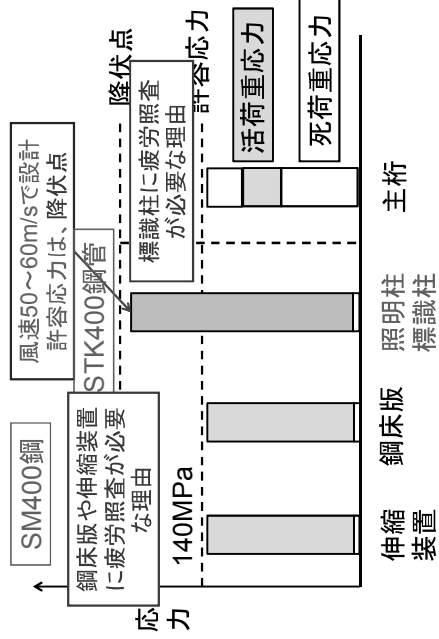 SM400鋼
風速50～60m/sで設計
許容応力は、降伏点
STK400鋼管
鋼床版や伸縮装置
に疲労照査が必要
な理由
標識柱に疲労照査
が必要な理由
降伏点
許容応力
140MPa
応
力
活荷重応力
死荷重応力
伸縮
装置
鋼床版
照明柱
標識柱
主桁